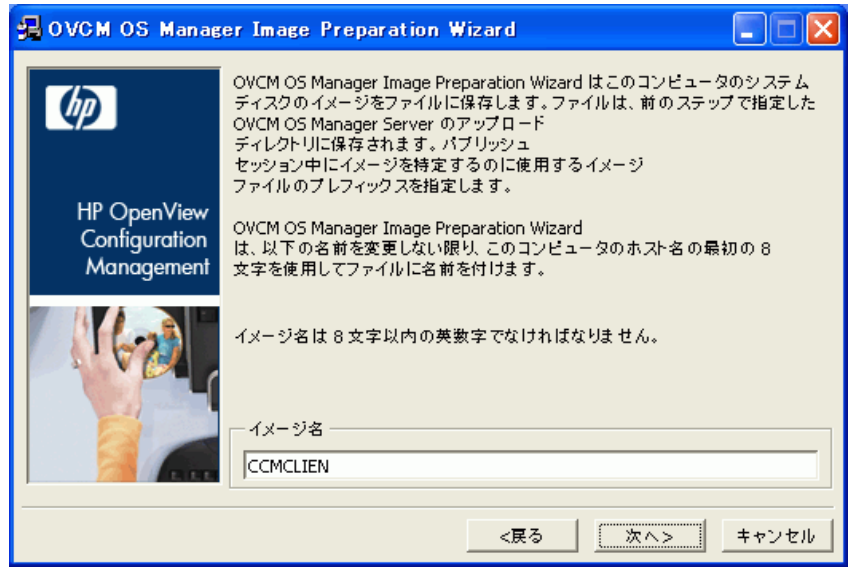 OVCM OS Manager Image Preparation Wizard
hp
HP OpenView
Configuration
Management
OVCM OS Manager Image Preparation Wizard はこのコンピュータのシステム
ディスクのイメージをファイルに保存します。ファイルは、前のステップで指定した
OVCM OS Manager Server のアップロード
ディレクトリに保存されます。パブリッシュ
セッション中にイメージを特定するのに使用するイメージ
ファイルのプレフィックスを指定します。
OVCM OS Manager Image Preparation Wizard
は、以下の名前を変更しない限り、このコンピュータのホスト名の最初の 8
文字を使用してファイルに名前を付けます。
イメージ名は 8 文字以内の英数字でなければなりません。
イメージ名
CCMCLIEN
<戻る
次へ>
キャンセル